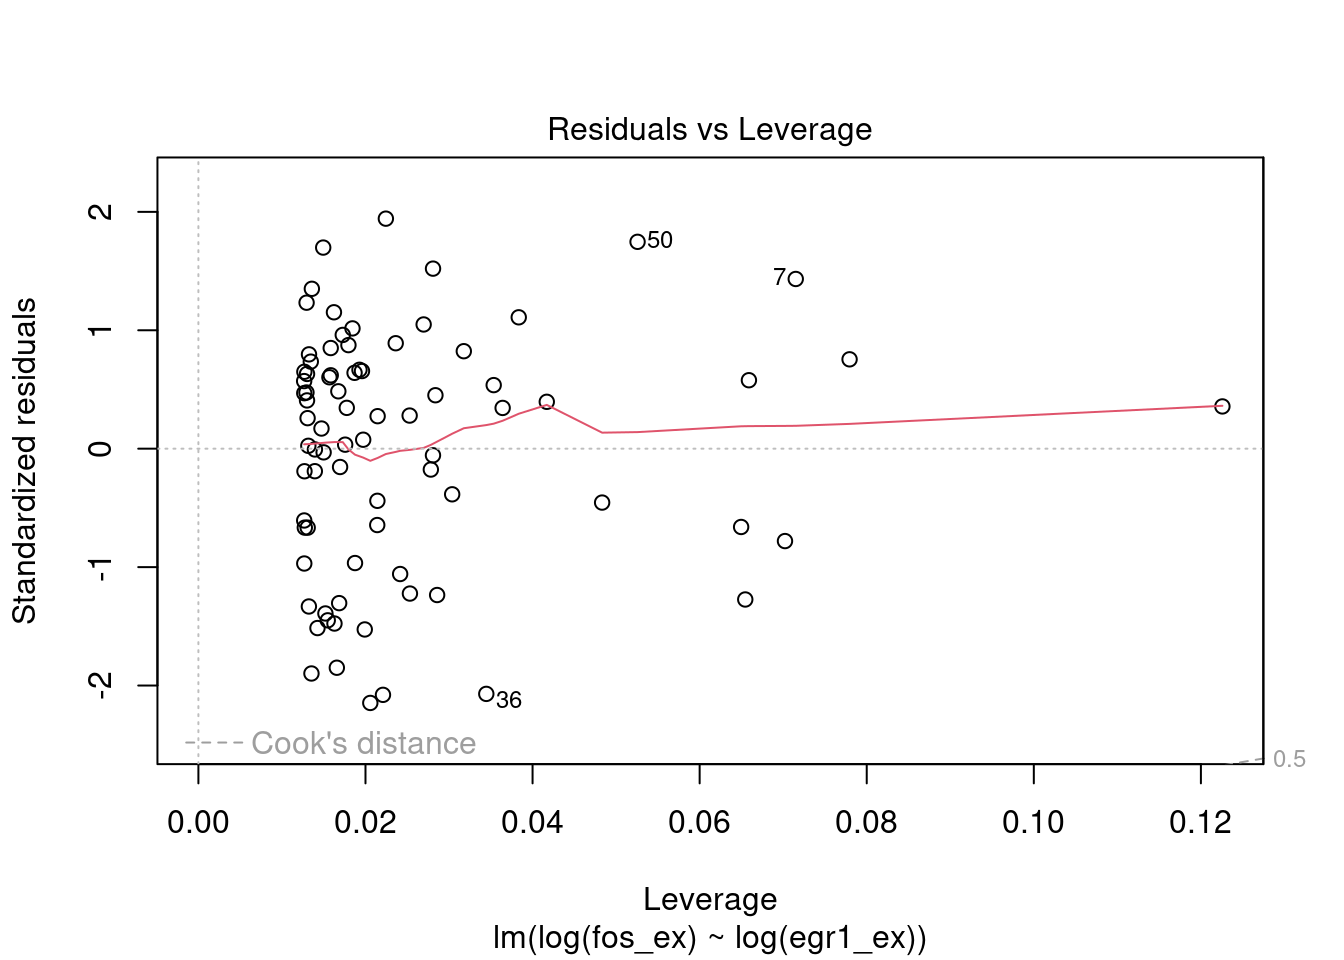 Residuals vs Leverage
Standardized residuals
2
1
0
-1
-2
50
7
36
Cook's distance
0.5
0.00 0.02 0.04 0.06 0.08 0.10 0.12
Leverage
lm(log(fos_ex) ~ log(egr1_ex))